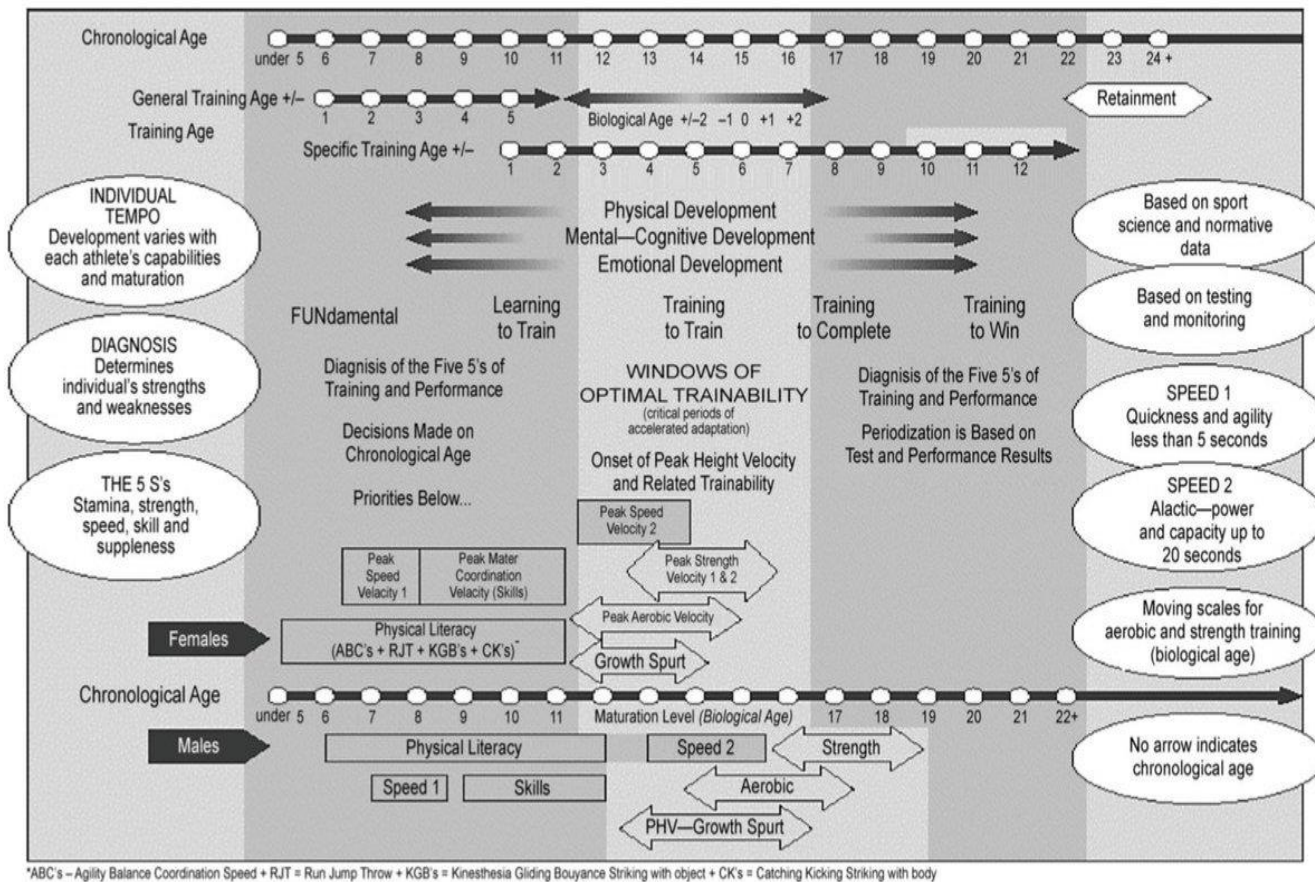 Chronological Age
under 5 6 7 8 9 10 11 12 13 14 15 16 17 18 19 20 21 22 23 24 +
General Training Age +/–
1 2 3 4 5
Biological Age +/–2 –1 0 +1 +2
Retainment
Training Age
Specific Training Age +/–
1 2 3 4 5 6 7 8 9 10 11 12
INDIVIDUAL
TEMPO
Development varies with
each athlete's capabilities
and maturation
DIAGNOSIS
Determines
individual's strengths
and weaknesses
THE 5 S's
Stamina, strength,
speed, skill and
suppleness
Physical Development
Mental—Cognitive Development
Emotional Development
FUNdamental
Learning
to Train
Training
to Train
Training
to Complete
Training
to Win
Diagnisis of the Five 5's of
Training and Performance
Decisions Made on
Chronological Age
Priorities Below...
WINDOWS OF
OPTIMAL TRAINABILITY
(critical periods of
accelerated adaptation)
Onset of Peak Height Velocity
and Related Trainability
Diagnisis of the Five 5's of
Training and Performance
Periodization is Based on
Test and Performance Results
Based on sport
science and normative
data
Based on testing
and monitoring
SPEED 1
Quickness and agility
less than 5 seconds
SPEED 2
Alactic—power
and capacity up to
20 seconds
Moving scales for
aerobic and strength training
(biological age)
No arrow indicates
chronological age
Peak Speed
Velocity 2
Peak
Speed
Velacity 1
Peak Mater
Coordination
Velacity (Skills)
Peak Strength
Velocity 1 & 2
Peak Aerobic Velocity
Females
Physical Literacy
(ABC's + RJT + KGB's + CK's)*
Growth Spurt
Chronological Age
under 5 6 7 8 9 10 11 Maturation Level (Biological Age) 17 18 19 20 21 22+
Males
Physical Literacy
Speed 2
Strength
Speed 1
Skills
Aerobic
PHV—Growth Spurt
*ABC's – Agility Balance Coordination Speed + RJT = Run Jump Throw + KGB's = Kinesthesia Gliding Bouyance Striking with object + CK's = Catching Kicking Striking with body